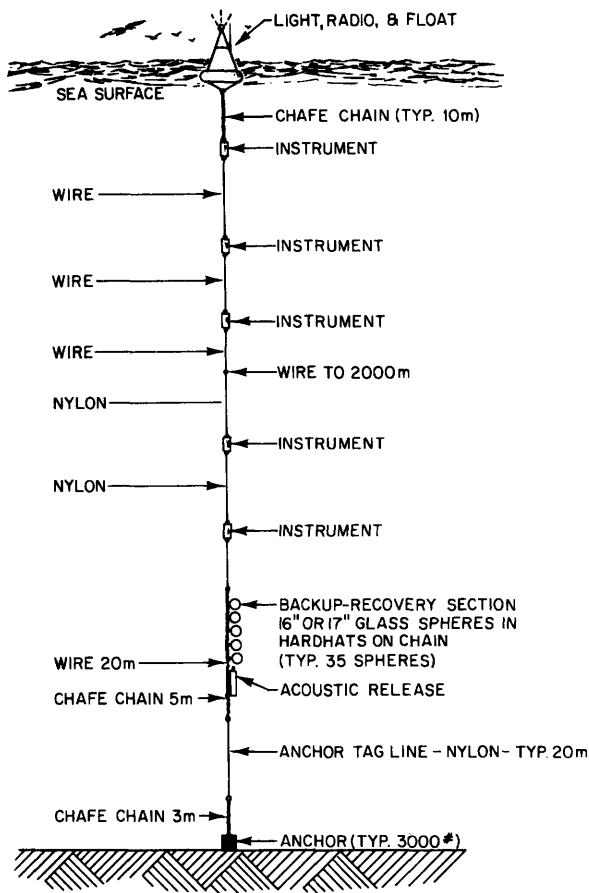 LIGHT, RADIO, & FLOAT
SEA SURFACE
CHAFE CHAIN (TYP. 10m)
INSTRUMENT
WIRE
INSTRUMENT
WIRE
INSTRUMENT
WIRE
WIRE TO 2000m
NYLON
INSTRUMENT
NYLON
INSTRUMENT
BACKUP-RECOVERY SECTION
16" OR 17" GLASS SPHERES IN
HARDHATS ON CHAIN
(TYP. 35 SPHERES)
WIRE 20m
ACOUSTIC RELEASE
CHAFE CHAIN 5m
ANCHOR TAG LINE - NYLON - TYP. 20m
CHAFE CHAIN 3m
ANCHOR (TYP. 3000#)